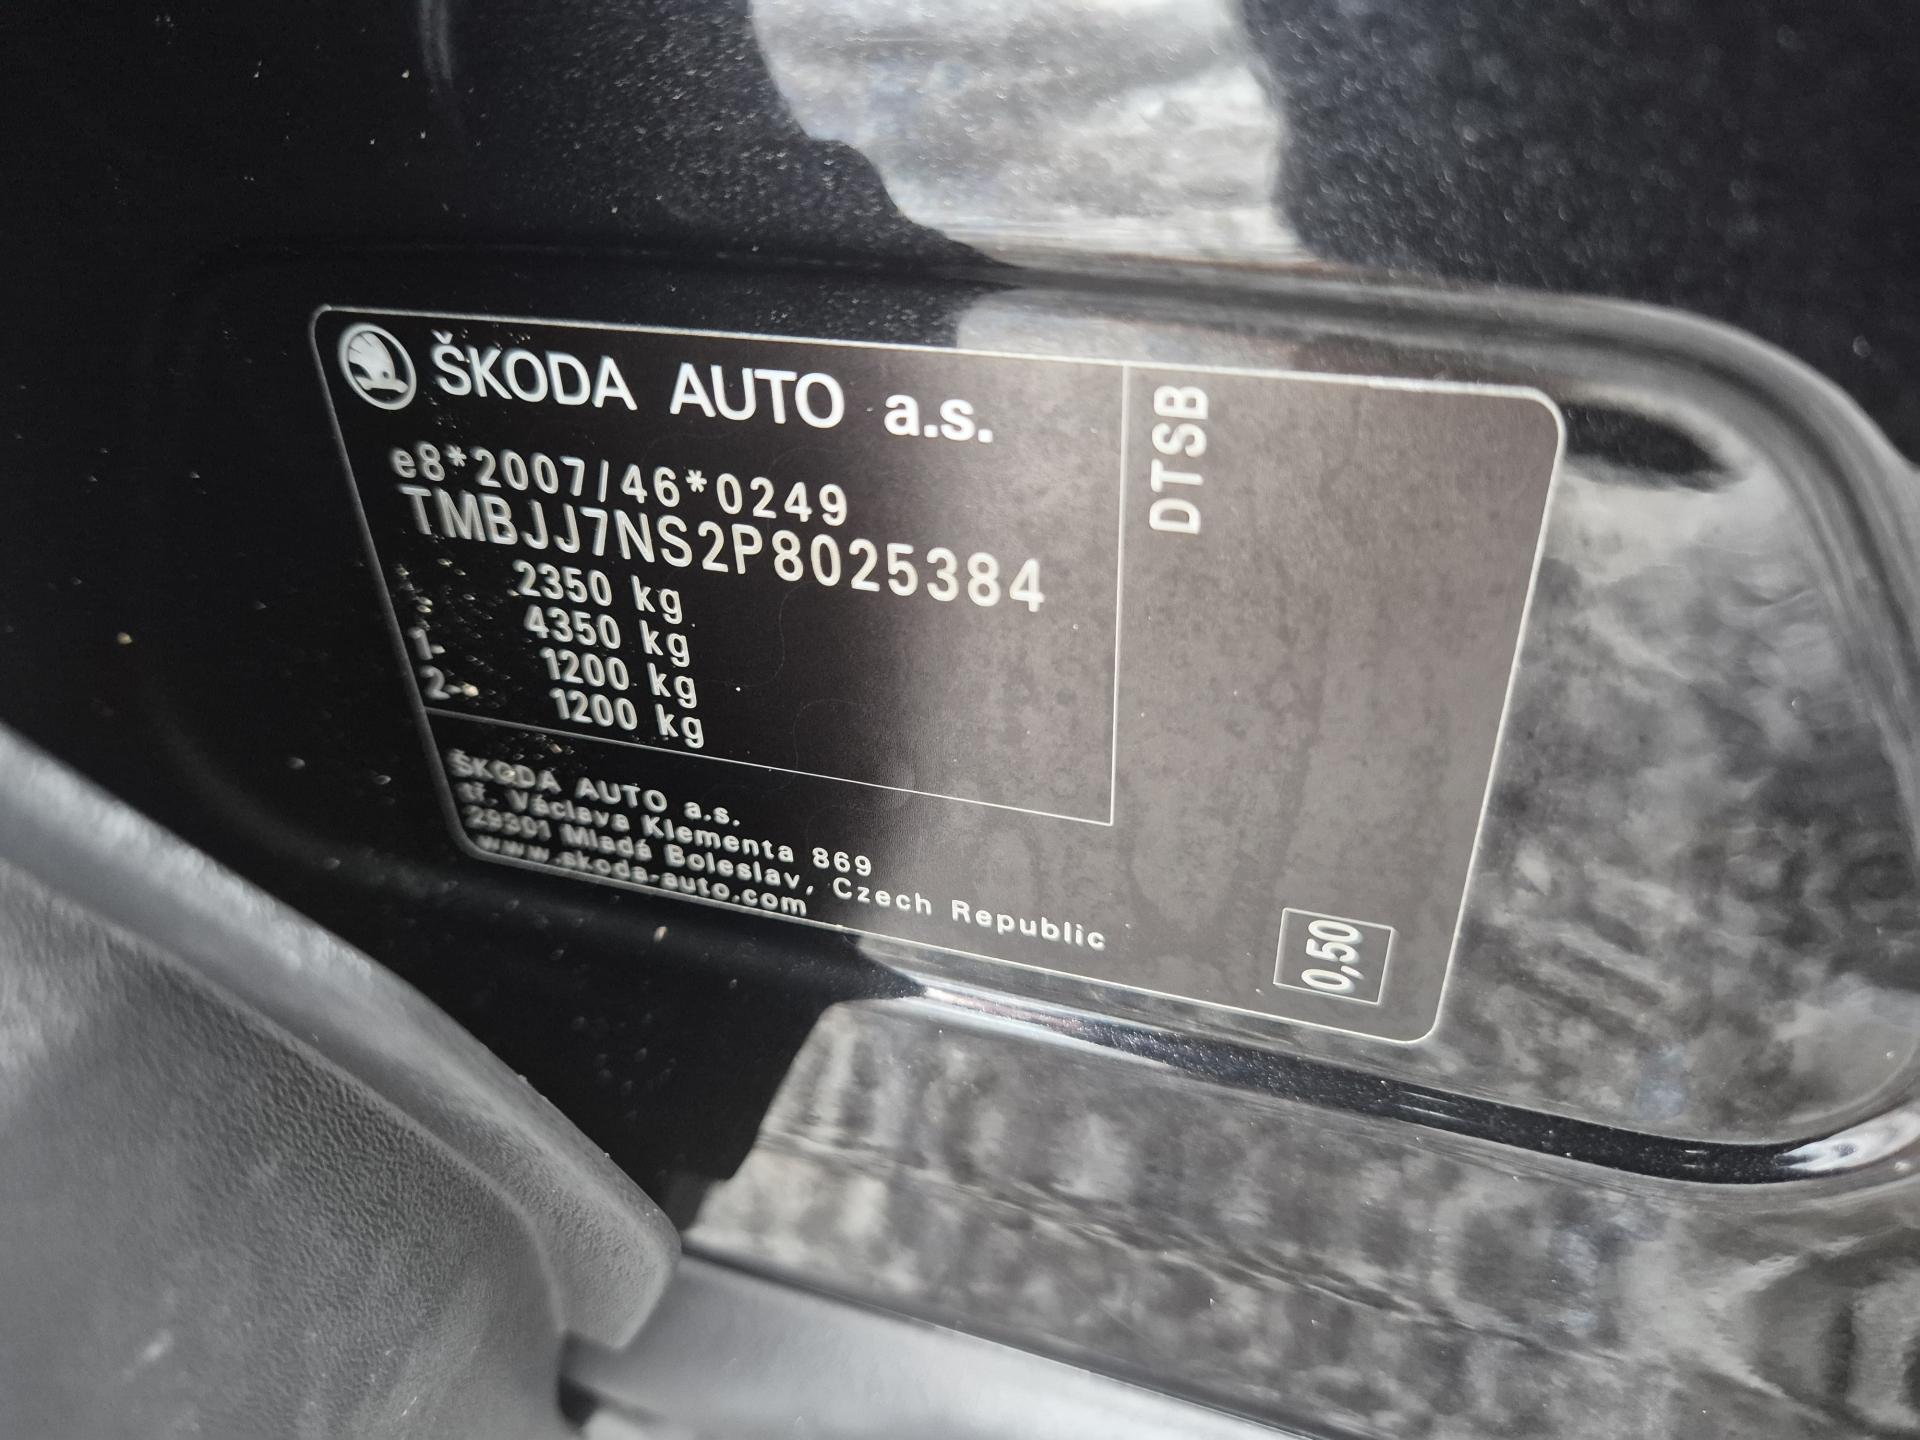 ŠKODA AUTO a.s.
e8*2007/46*0249
TMBJJ7NS2P8025384
2350 kg
4350 kg
1- 1200 kg
2- 1200 kg
ŠKODA AUTO a.s.
tř. Václava Klementa 869
29301 Mladá Boleslav, Czech Republic
www.skoda-auto.com
DTSB
0,50